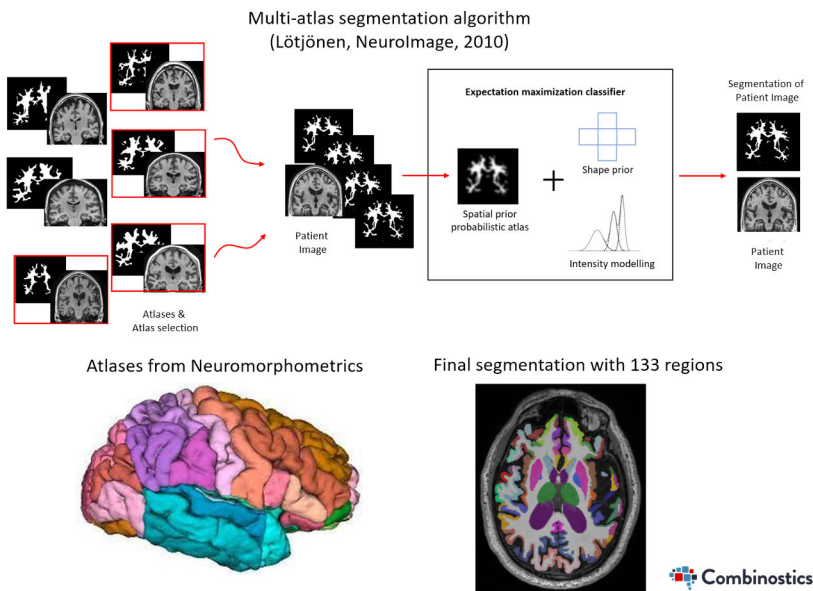 Multi-atlas segmentation algorithm
(Lötjönen, NeuroImage, 2010)
Atlases &
Atlas selection
Patient
Image
Expectation maximization classifier
Spatial prior
probabilistic atlas
+
Shape prior
Intensity modelling
Segmentation of
Patient Image
Patient
Image
Atlases from Neuromorphometrics
Final segmentation with 133 regions
Combinostics